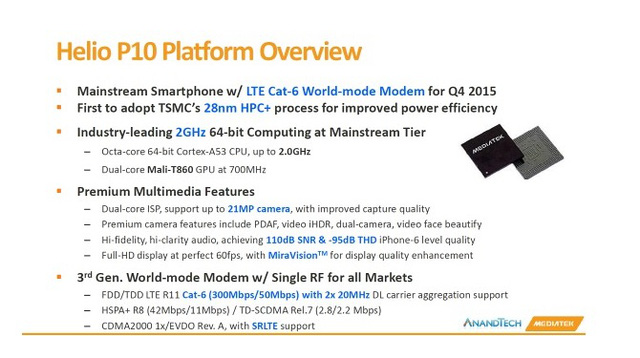 Helio P10 Platform Overview
▪ Mainstream Smartphone w/ LTE Cat-6 World-mode Modem for Q4 2015
▪ First to adopt TSMC's 28nm HPC+ process for improved power efficiency
▪ Industry-leading 2GHz 64-bit Computing at Mainstream Tier
– Octa-core 64-bit Cortex-A53 CPU, up to 2.0GHz
– Dual-core Mali-T860 GPU at 700MHz
MEDIATEK
▪ Premium Multimedia Features
– Dual-core ISP, support up to 21MP camera, with improved capture quality
– Premium camera features include PDAF, video iHDR, dual-camera, video face beautify
– Hi-fidelity, hi-clarity audio, achieving 110dB SNR & -95dB THD iPhone-6 level quality
– Full-HD display at perfect 60fps, with MiraVision™ for display quality enhancement
▪ 3rd Gen. World-mode Modem w/ Single RF for all Markets
– FDD/TDD LTE R11 Cat-6 (300Mbps/50Mbps) with 2x 20MHz DL carrier aggregation support
– HSPA+ R8 (42Mbps/11Mbps) / TD-SCDMA Rel.7 (2.8/2.2 Mbps)
– CDMA2000 1x/EVDO Rev. A, with SRLTE support
ANANDTECH MEDIATEK